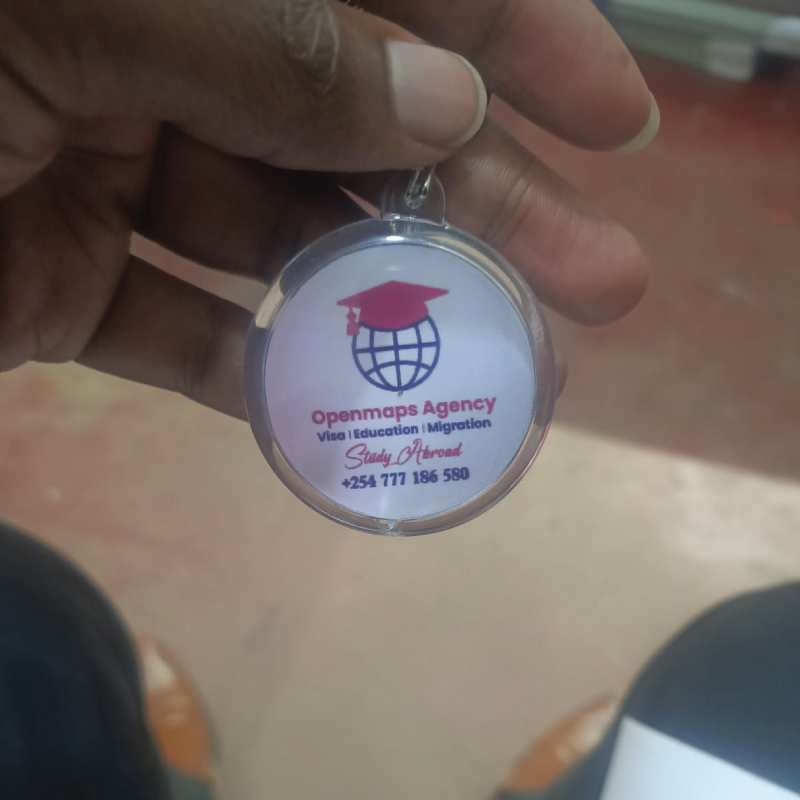 Openmaps Agency
Visa | Education | Migration
Study Abroad
+254 777 186 580